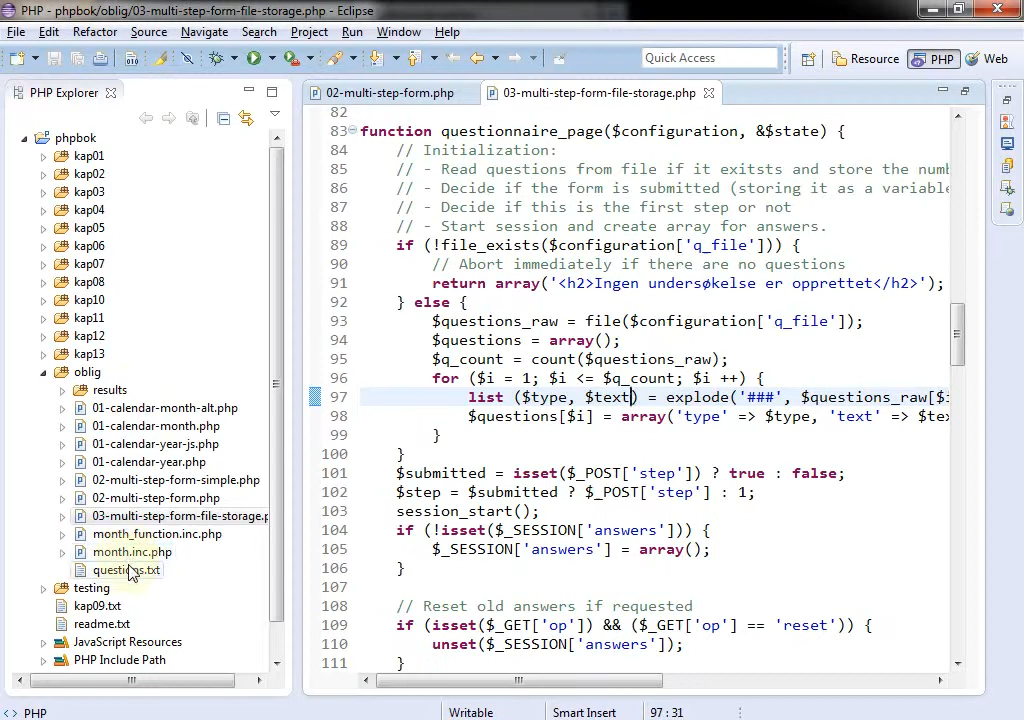 PHP - phpbok/oblig/03-multi-step-form-file-storage.php - Eclipse
File Edit Refactor Source Navigate Search Project Run Window Help
Quick Access
Resource
PHP
Web
PHP Explorer
phpbok
kap01
kap02
kap03
kap04
kap05
kap06
kap07
kap08
kap10
kap11
kap12
kap13
oblig
results
01-calendar-month-alt.php
01-calendar-month.php
01-calendar-year-js.php
01-calendar-year.php
02-multi-step-form-simple.php
02-multi-step-form.php
03-multi-step-form-file-storage.p
month_function.inc.php
month.inc.php
questions.txt
testing
kap09.txt
readme.txt
JavaScript Resources
PHP Include Path
02-multi-step-form.php
03-multi-step-form-file-storage.php
82
83 function questionnaire_page($configuration, &$state) {
84 // Initialization:
85 // - Read questions from file if it exitsts and store the num
86 // - Decide if the form is submitted (storing it as a variable
87 // - Decide if this is the first step or not
88 // - Start session and create array for answers.
89 if (!file_exists($configuration['q_file'])) {
90 // Abort immediately if there are no questions
91 return array('<h2>Ingen undersøkelse er opprettet</h2>');
92 } else {
93 $questions_raw = file($configuration['q_file']);
94 $questions = array();
95 $q_count = count($questions_raw);
96 for ($i = 1; $i <= $q_count; $i ++) {
97 list ($type, $text) = explode('###', $questions_raw[$i
98 $questions[$i] = array('type' => $type, 'text' => $tex
99 }
100 }
101 $submitted = isset($_POST['step']) ? true : false;
102 $step = $submitted ? $_POST['step'] : 1;
103 session_start();
104 if (!isset($_SESSION['answers'])) {
105 $_SESSION['answers'] = array();
106 }
107
108 // Reset old answers if requested
109 if (isset($_GET['op']) && ($_GET['op'] == 'reset')) {
110 unset($_SESSION['answers']);
111 }
PHP
Writable
Smart Insert
97 : 31